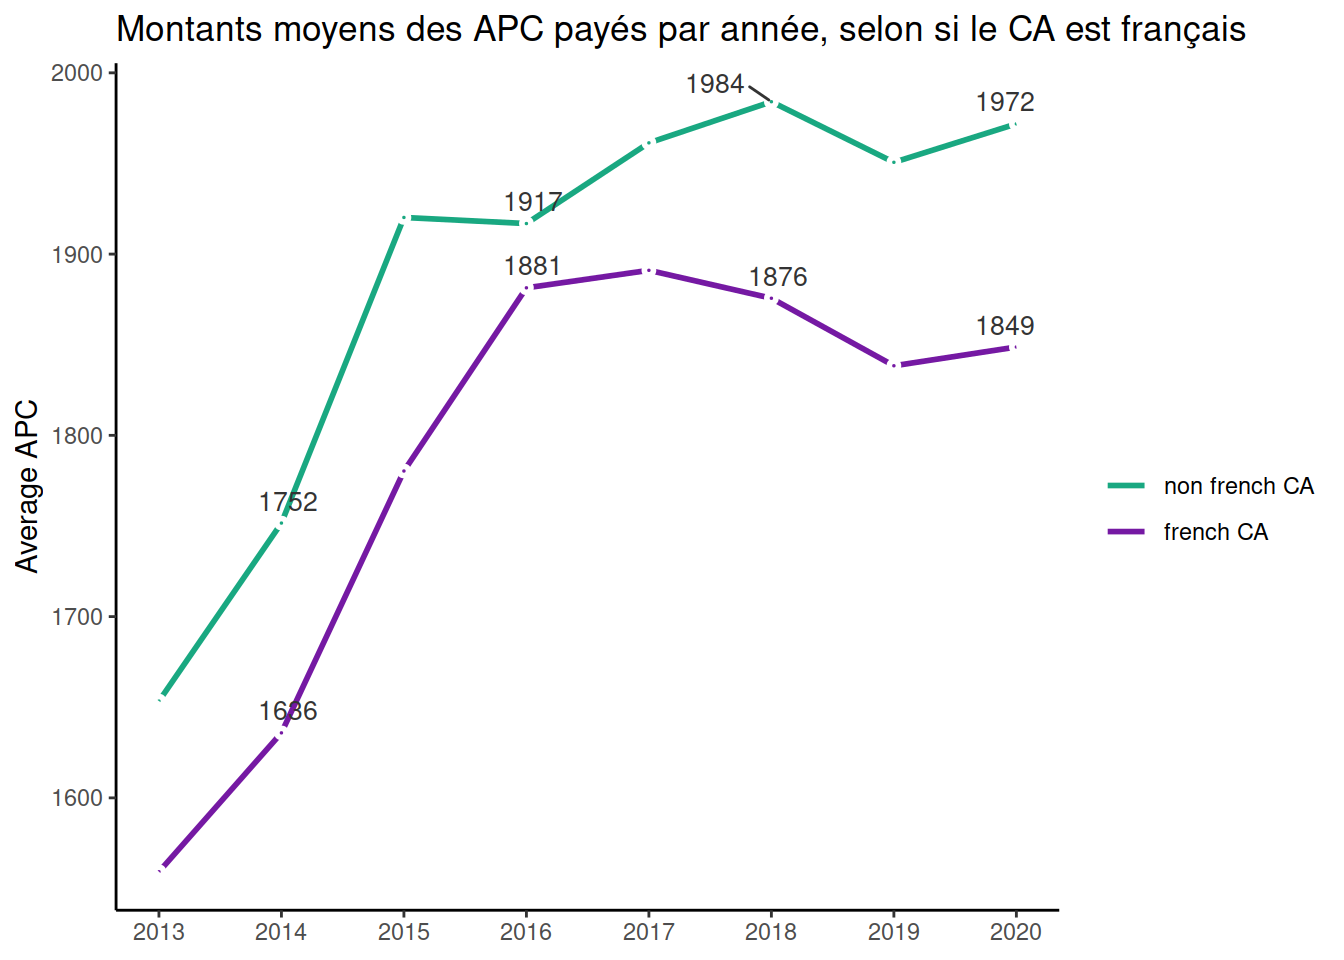 Montants moyens des APC payés par année, selon si le CA est français
2000
1900
1800
1700
1600
Average APC
1984
1972
1917
1881
1876
1849
1752
1636
non french CA
french CA
2013 2014 2015 2016 2017 2018 2019 2020